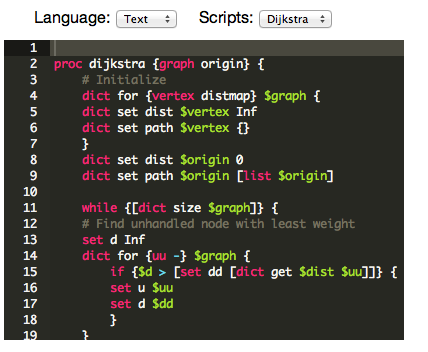 Language: Text Scripts: Dijkstra
1
2 proc dijkstra {graph origin} {
3 # Initialize
4 dict for {vertex distmap} $graph {
5 dict set dist $vertex Inf
6 dict set path $vertex {}
7 }
8 dict set dist $origin 0
9 dict set path $origin [list $origin]
10
11 while {[dict size $graph]} {
12 # Find unhandled node with least weight
13 set d Inf
14 dict for {uu -} $graph {
15 if {$d > [set dd [dict get $dist $uu]]} {
16 set u $uu
17 set d $dd
18 }
19 }